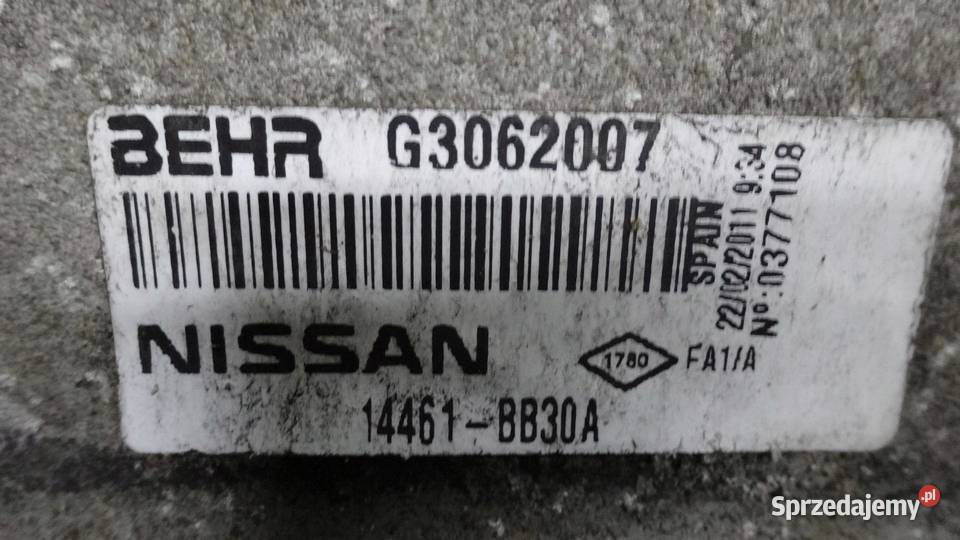 BEHR G3062007
SPAIN
22/02/2011 9:34
Nº:0377108
NISSAN
1780 FA1/A
14461-BB30A
Sprzedajemy.pl